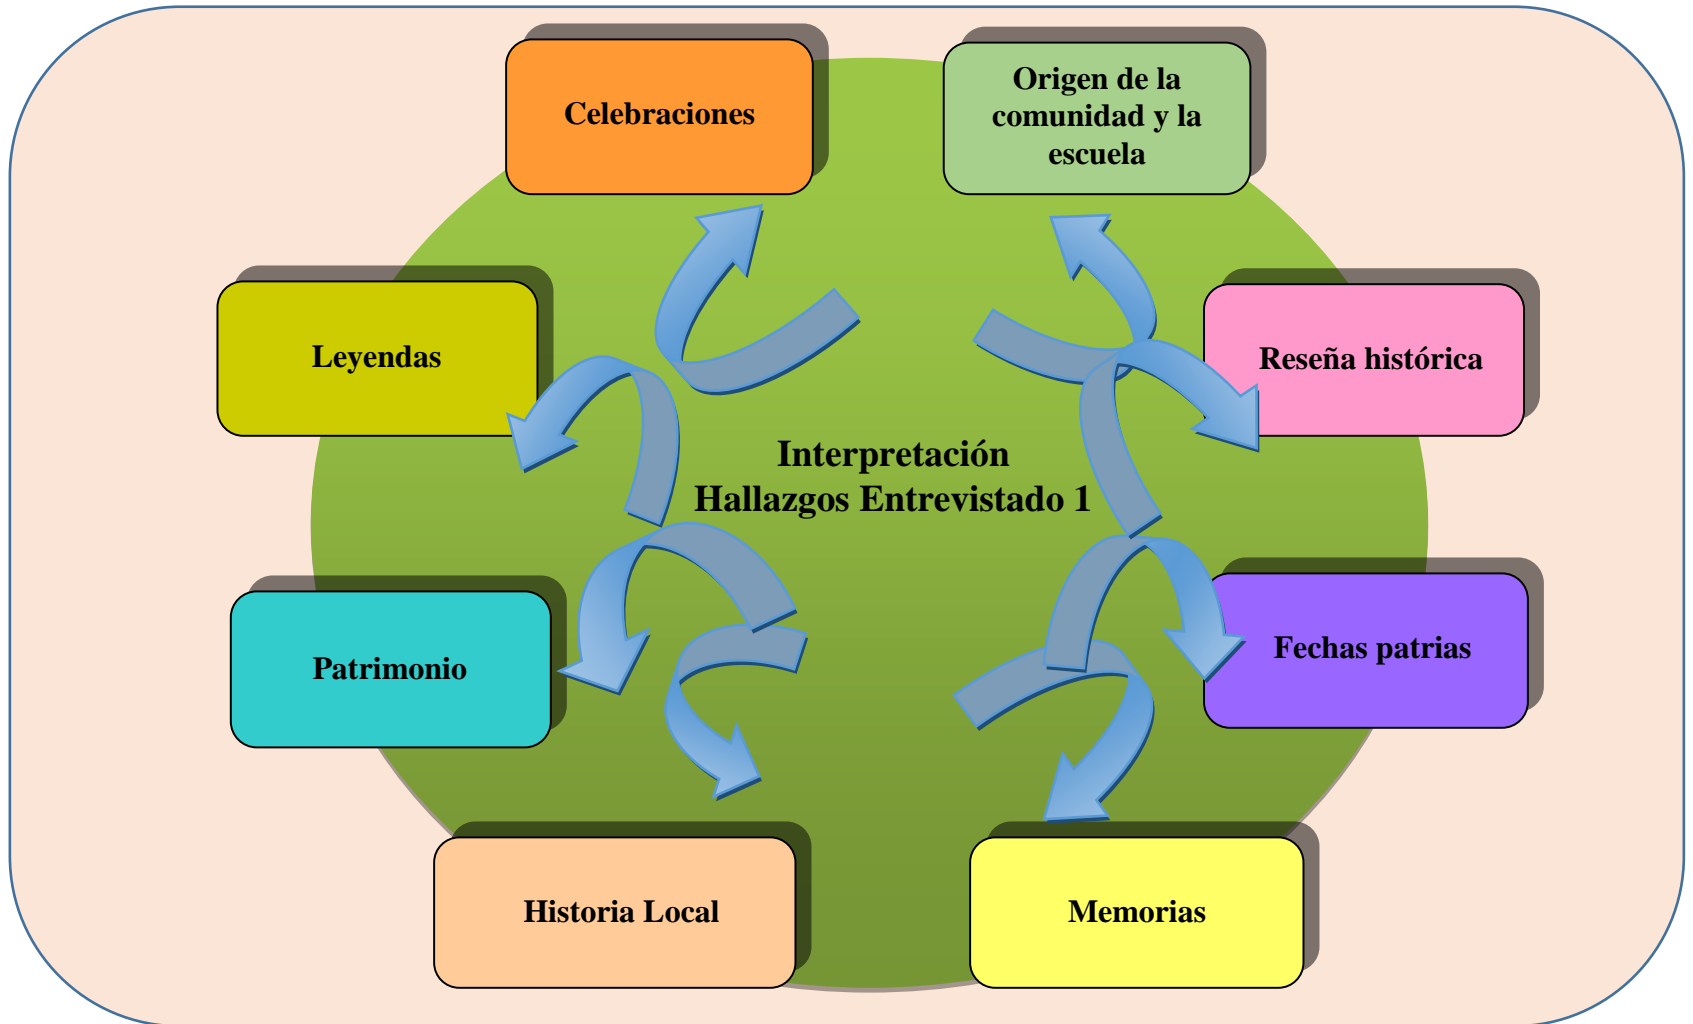 Celebraciones
Origen de la
comunidad y la
escuela
Leyendas
Reseña histórica
Interpretación
Hallazgos Entrevistado 1
Patrimonio
Fechas patrias
Historia Local
Memorias